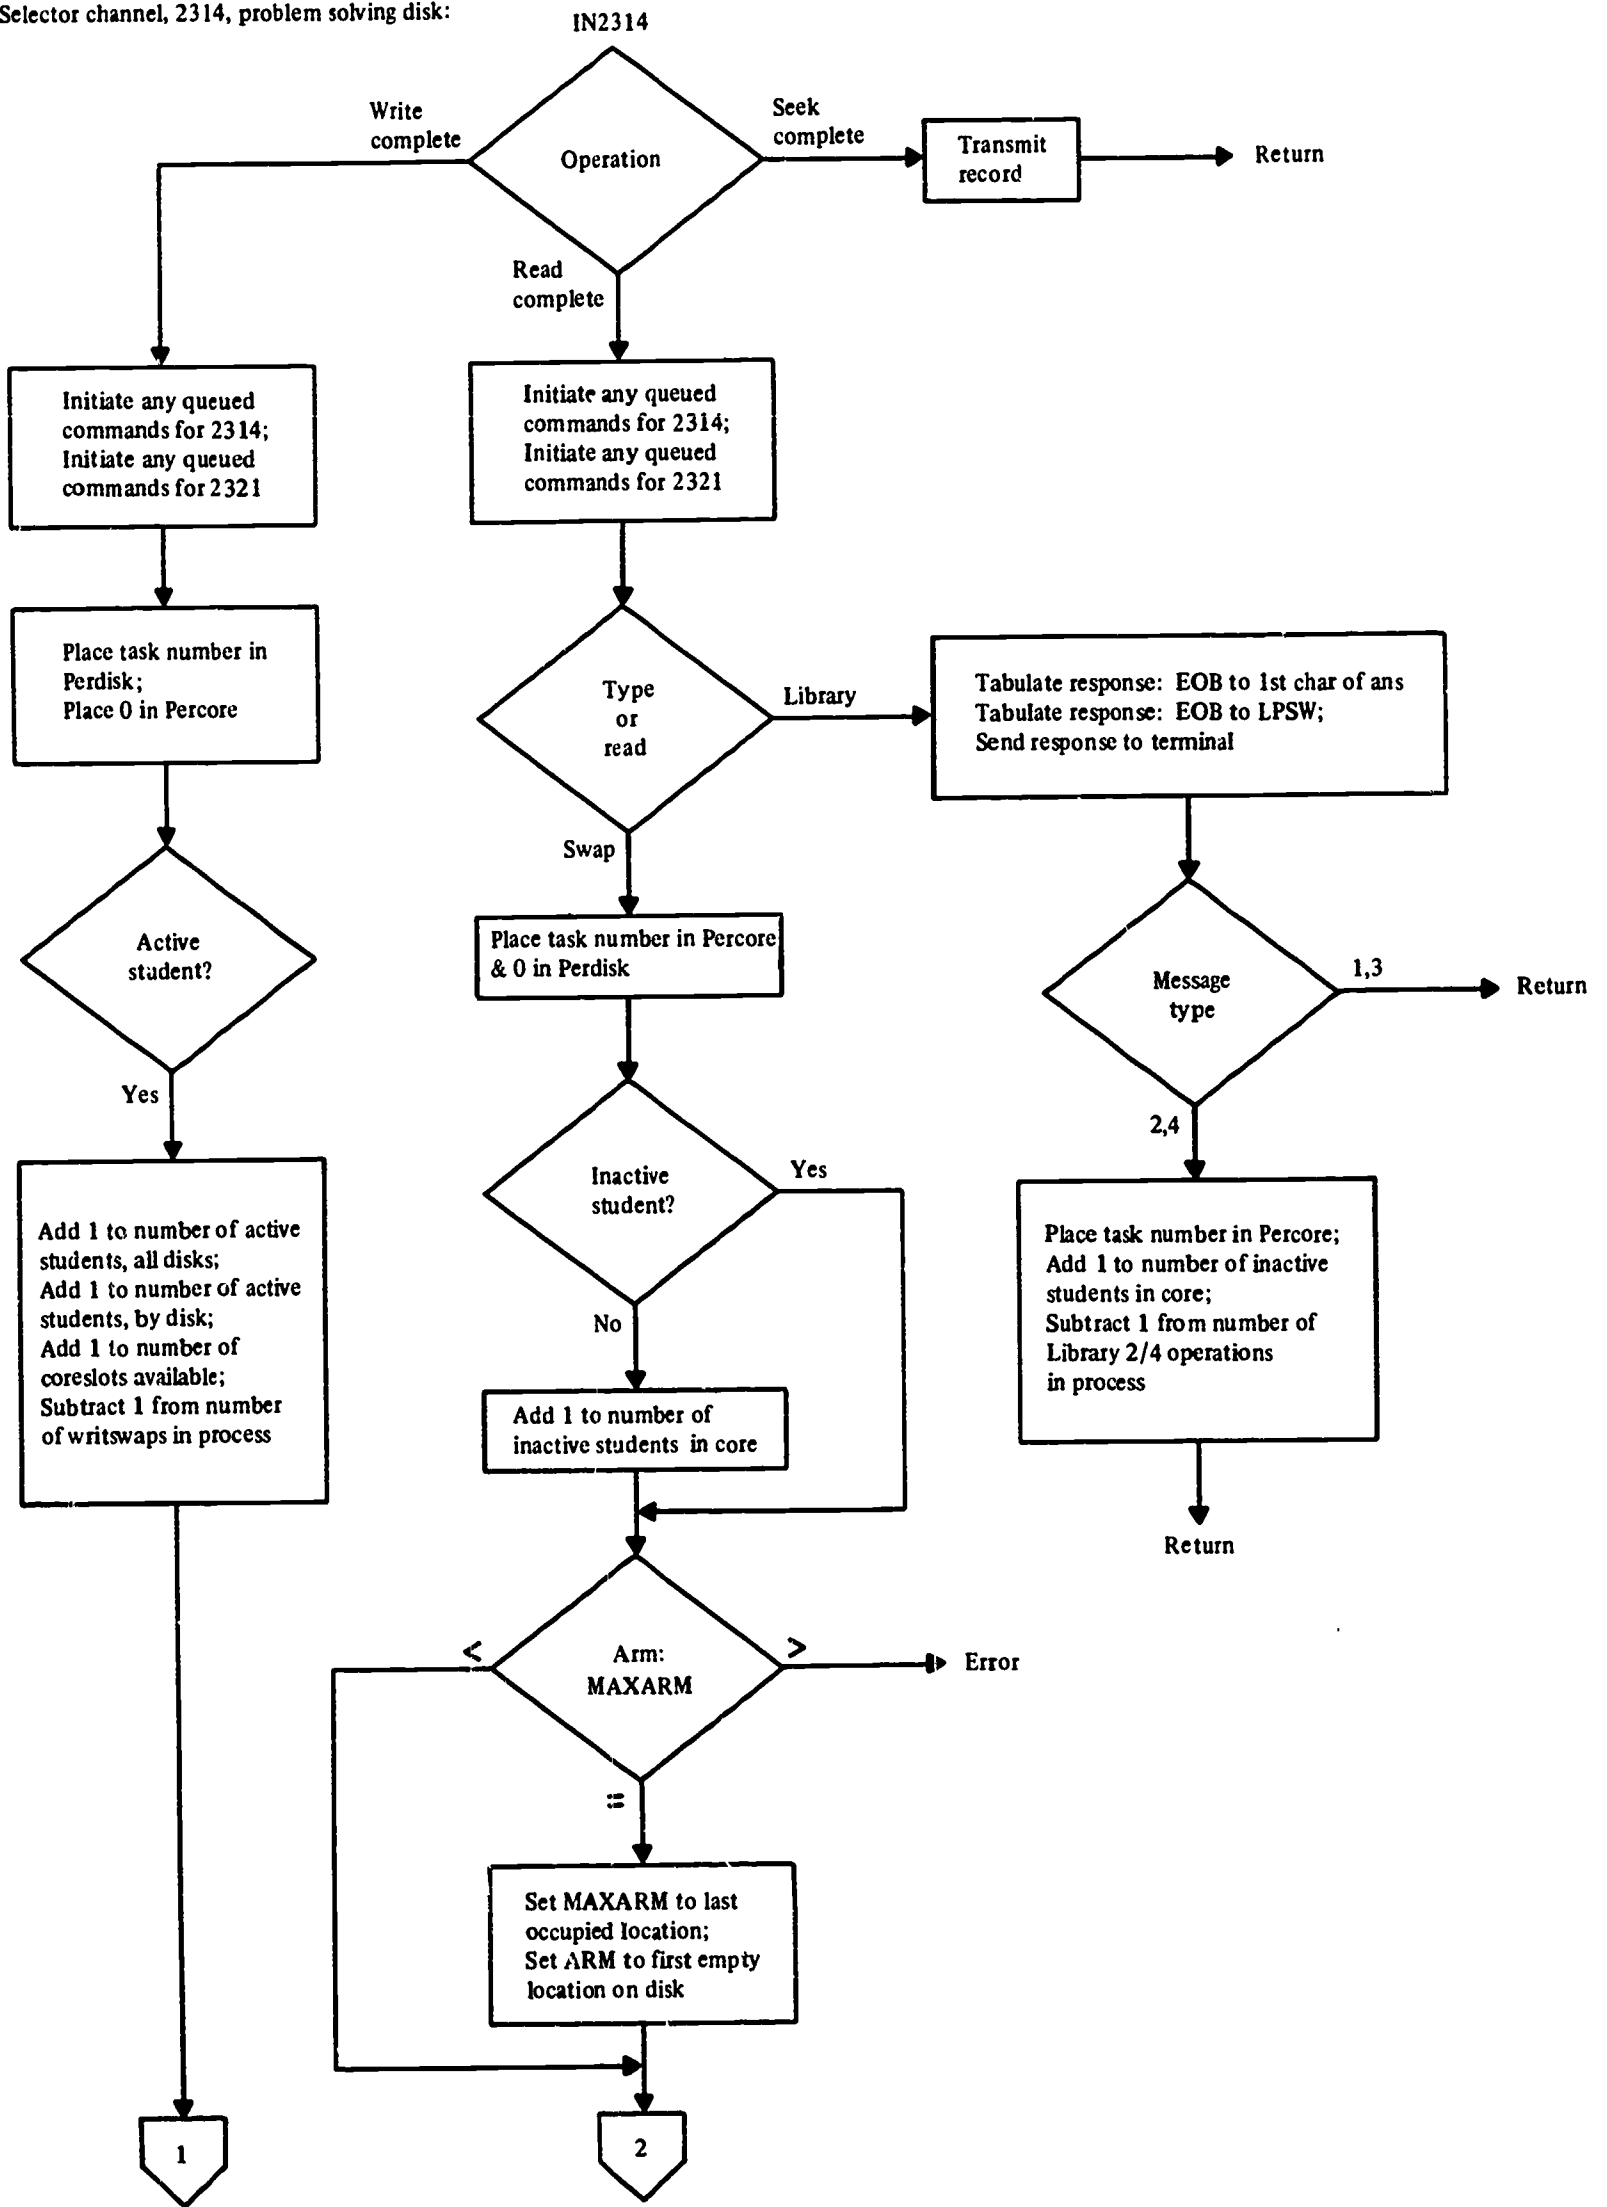 Selector channel, 2314, problem solving disk:
IN2314
Write
complete
Operation
Seek
complete
Transmit
record
Return
Read
complete
Initiate any queued
commands for 2314;
Initiate any queued
commands for 2321
Initiate any queued
commands for 2314;
Initiate any queued
commands for 2321
Place task number in
Perdisk;
Place 0 in Percore
Type
or
read
Library
Tabulate response: EOB to 1st char of ans
Tabulate response: EOB to LPSW;
Send response to terminal
Swap
Active
student?
Place task number in Percore
& 0 in Perdisk
Message
type
1,3
Return
Yes
2,4
Inactive
student?
Yes
Add 1 to number of active
students, all disks;
Add 1 to number of active
students, by disk;
Add 1 to number of
coreslots available;
Subtract 1 from number
of writswaps in process
Place task number in Percore;
Add 1 to number of inactive
students in core;
Subtract 1 from number of
Library 2/4 operations
in process
No
Add 1 to number of
inactive students in core
Return
<
Arm:
MAXARM
>
Error
=
Set MAXARM to last
occupied location;
Set ARM to first empty
location on disk
1
2